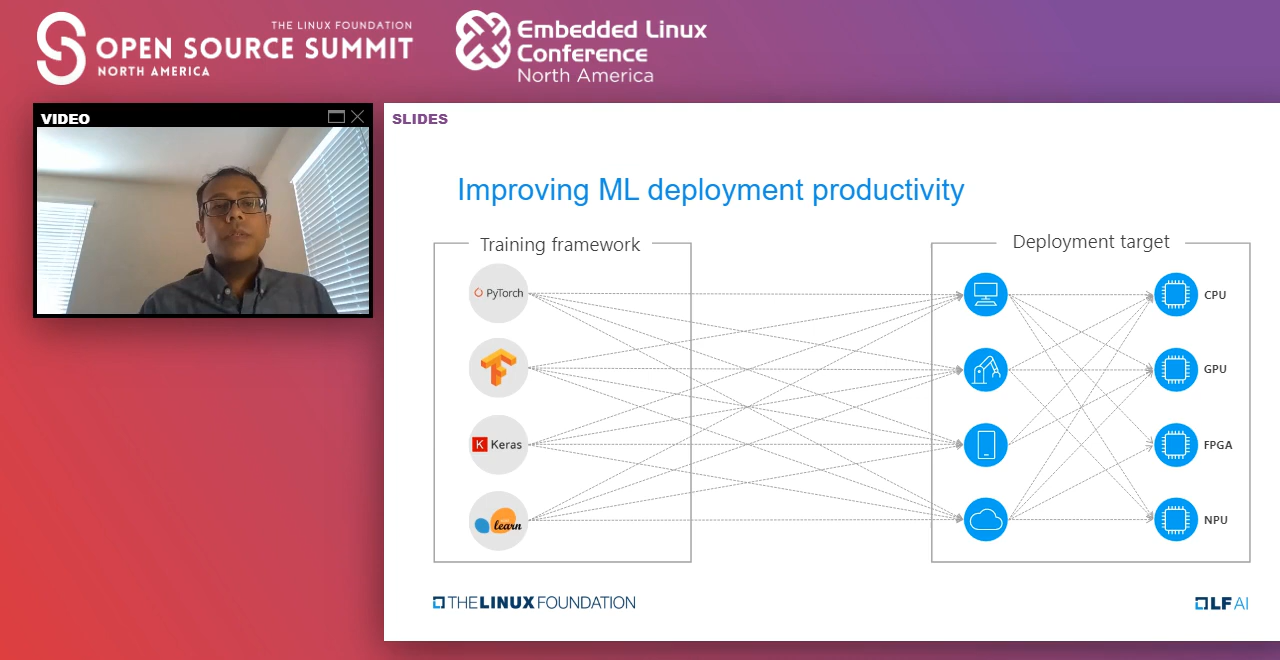 THE LINUX FOUNDATION
OPEN SOURCE SUMMIT
NORTH AMERICA
Embedded Linux
Conference
North America
VIDEO
SLIDES
Improving ML deployment productivity
Training framework
Deployment target
PyTorch
CPU
GPU
K Keras
FPGA
learn
NPU
THE LINUX FOUNDATION
LF AI